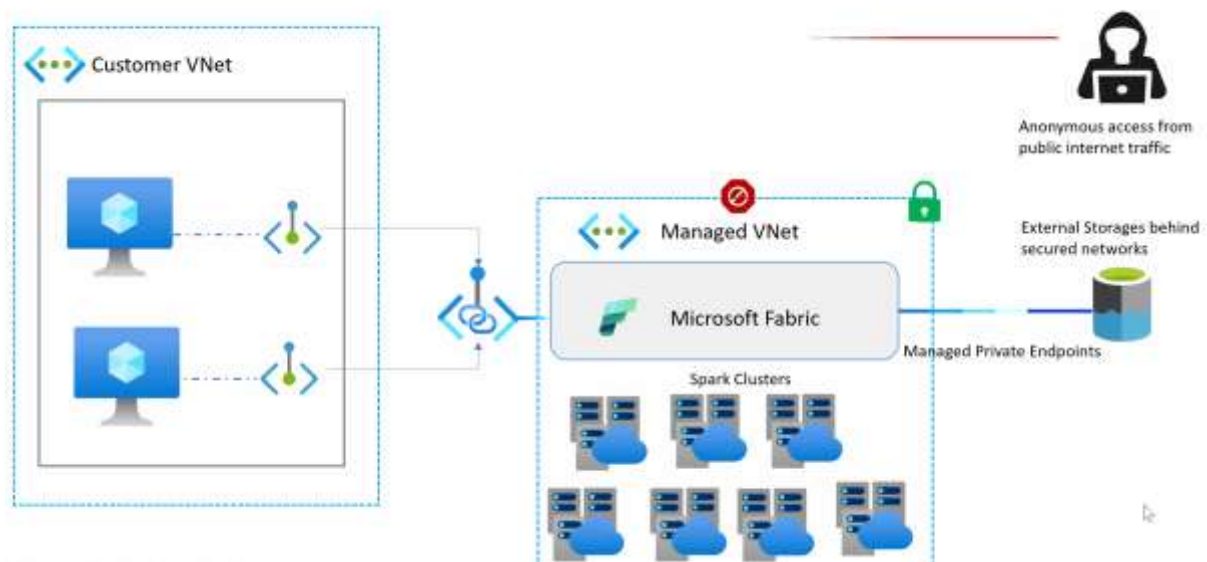 Customer VNet
Anonymous access from
public internet traffic
Managed VNet
External Storages behind
secured networks
Microsoft Fabric
Managed Private Endpoints
Spark Clusters